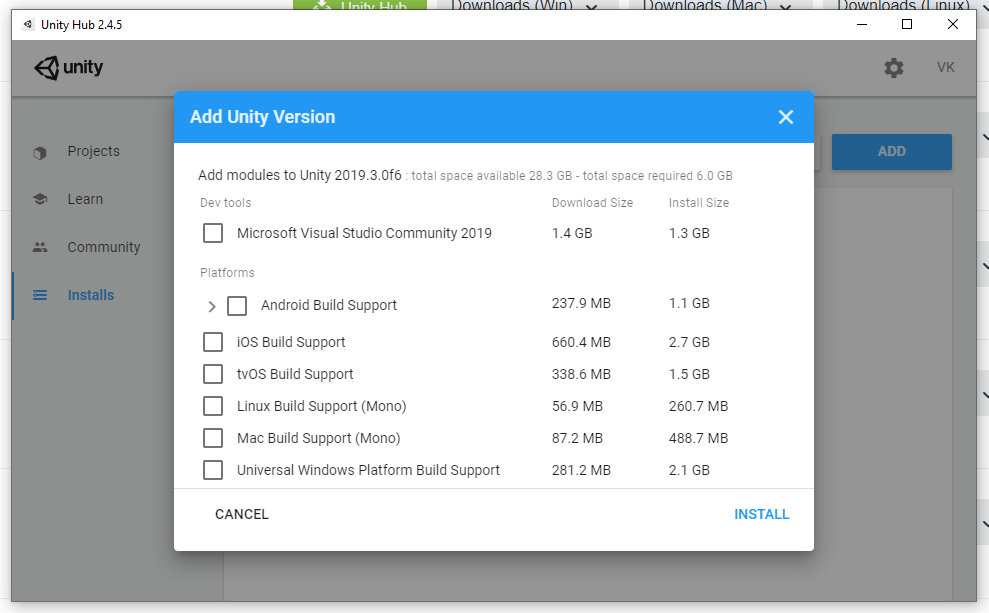 Unity Hub
Downloads (Win)
Downloads (Mac)
Downloads (Linux)
Unity Hub 2.4.5
unity
VK
Add Unity Version
ADD
Projects
Learn
Community
Installs
Add modules to Unity 2019.3.0f6 : total space available 28.3 GB - total space required 6.0 GB
Dev tools Download Size Install Size
Microsoft Visual Studio Community 2019 1.4 GB 1.3 GB
Platforms
Android Build Support 237.9 MB 1.1 GB
iOS Build Support 660.4 MB 2.7 GB
tvOS Build Support 338.6 MB 1.5 GB
Linux Build Support (Mono) 56.9 MB 260.7 MB
Mac Build Support (Mono) 87.2 MB 488.7 MB
Universal Windows Platform Build Support 281.2 MB 2.1 GB
CANCEL
INSTALL